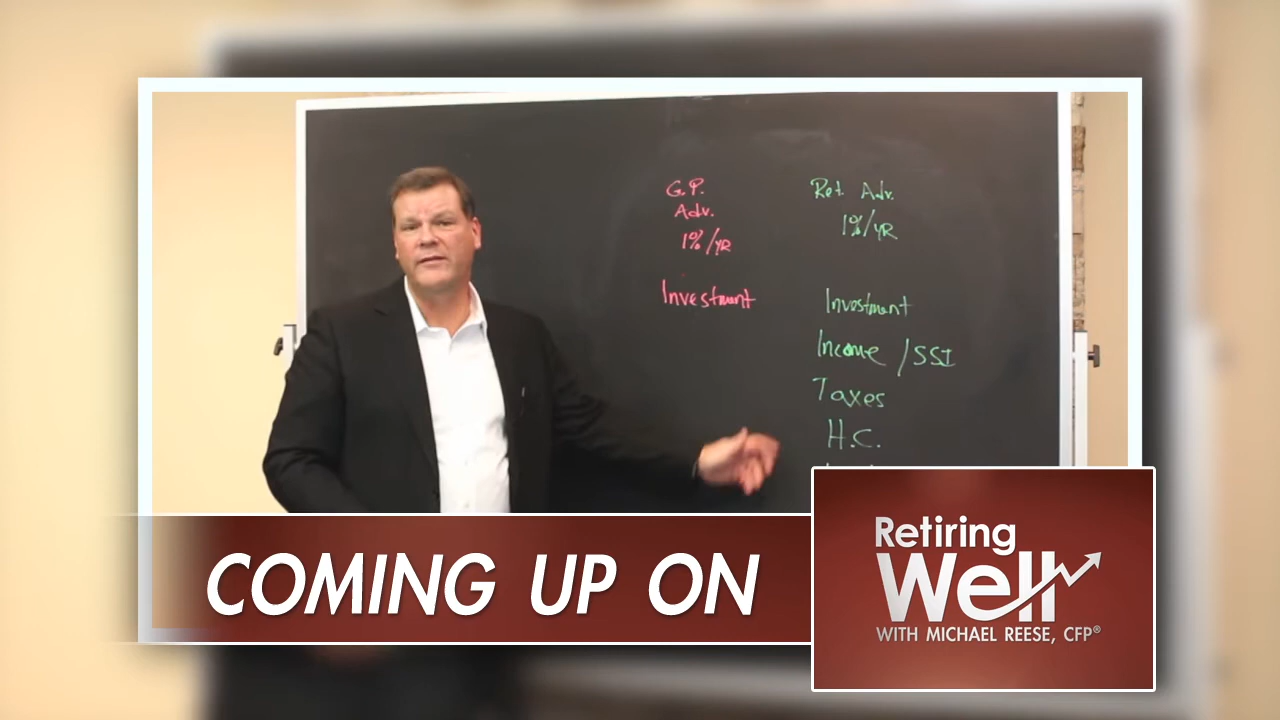 G.P.
Adv.
1%/YR
Investment
Ret. Adv.
1%/YR
Investment
Income / SSI
Taxes
H.C.
COMING UP ON
Retiring
Well
WITH MICHAEL REESE, CFP®